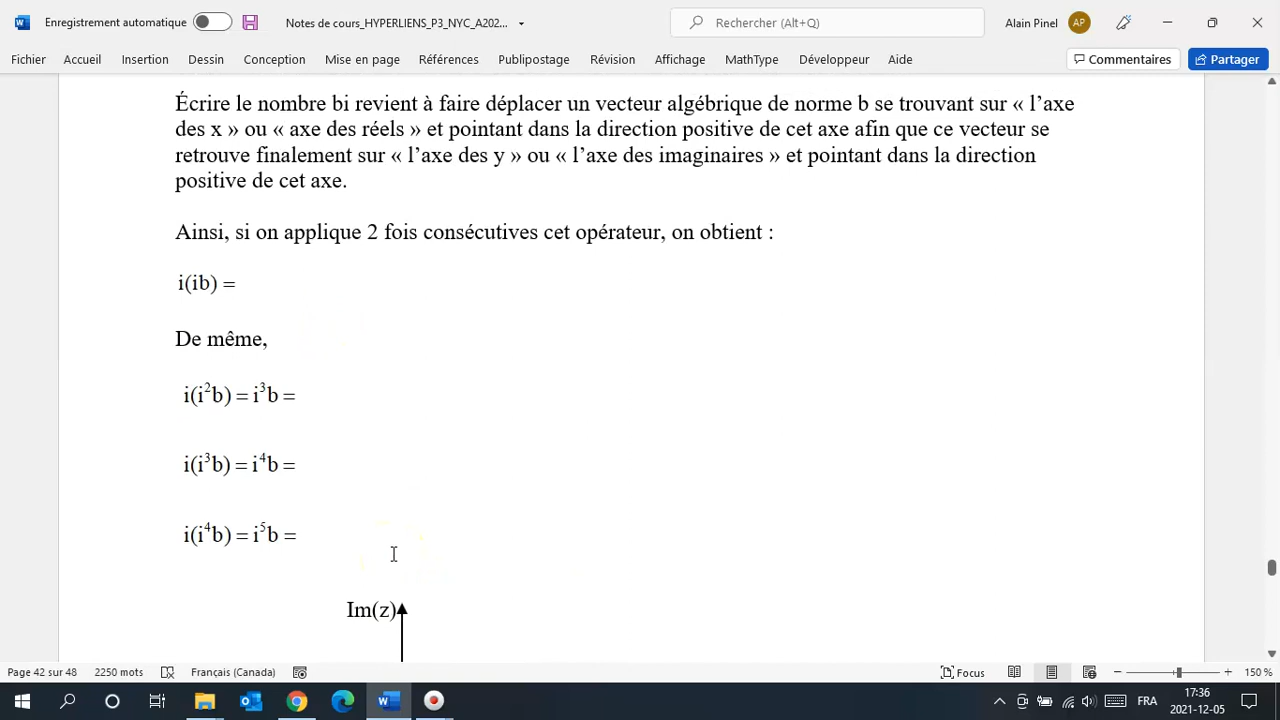 Enregistrement automatique
Notes de cours_HYPERLIENS_P3_NYC_A202...
Rechercher (Alt+Q)
Alain Pinel
AP
Fichier Accueil Insertion Dessin Conception Mise en page Références Publipostage Révision Affichage MathType Développeur Aide
Commentaires
Partager
Écrire le nombre bi revient à faire déplacer un vecteur algébrique de norme b se trouvant sur « l’axe
des x » ou « axe des réels » et pointant dans la direction positive de cet axe afin que ce vecteur se
retrouve finalement sur « l’axe des y » ou « l’axe des imaginaires » et pointant dans la direction
positive de cet axe.
Ainsi, si on applique 2 fois consécutives cet opérateur, on obtient :
i(ib) =
De même,
i(i²b) = i³b =
i(i³b) = i⁴b =
i(i⁴b) = i⁵b =
Im(z)
Page 42 sur 48
2250 mots
Français (Canada)
Focus
150 %
FRA
17:36
2021-12-05